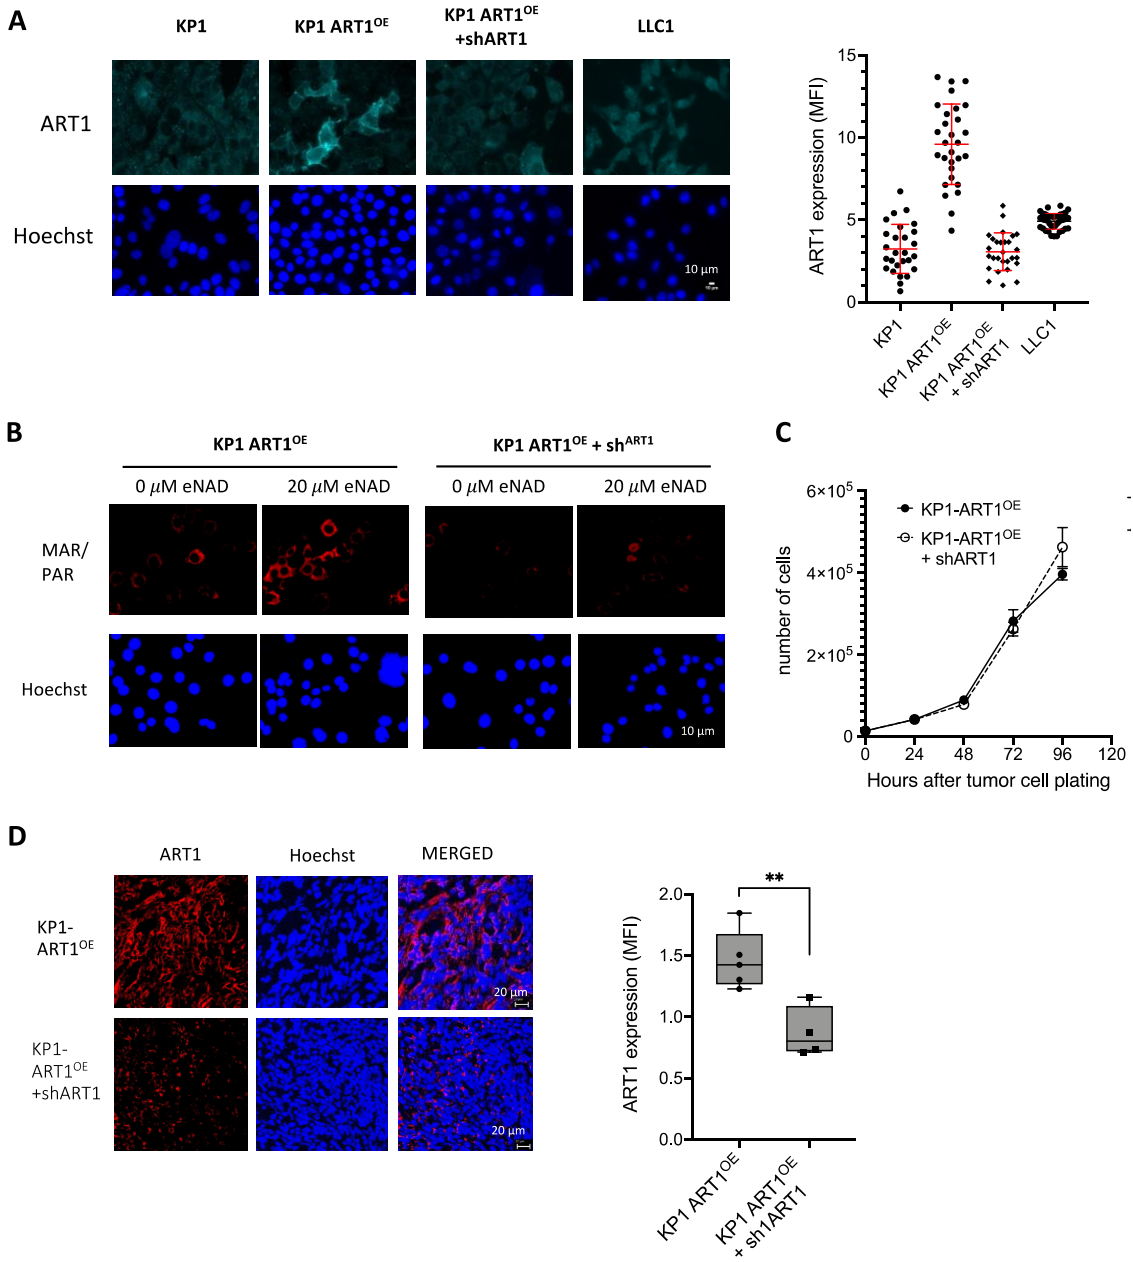 A
KP1
KP1 ART1OE
KP1 ART1OE
+shART1
LLC1
ART1
Hoechst
10 µm
10 µm
ART1 expression (MFI)
15
10
5
0
KP1
KP1 ART1OE
KP1 ART1OE
+ shART1
LLC1
B
KP1 ART1OE
KP1 ART1OE + shART1
0 µM eNAD
20 µM eNAD
0 µM eNAD
20 µM eNAD
MAR/
PAR
Hoechst
10 µm
C
number of cells
6×105
4×105
2×105
0
KP1-ART1OE
KP1-ART1OE
+ shART1
0 24 48 72 96 120
Hours after tumor cell plating
D
ART1
Hoechst
MERGED
KP1-
ART1OE
20 µm
KP1-
ART1OE
+shART1
20 µm
ART1 expression (MFI)
2.0
1.5
1.0
0.5
0.0
**
KP1 ART1OE
KP1 ART1OE
+ sh1ART1